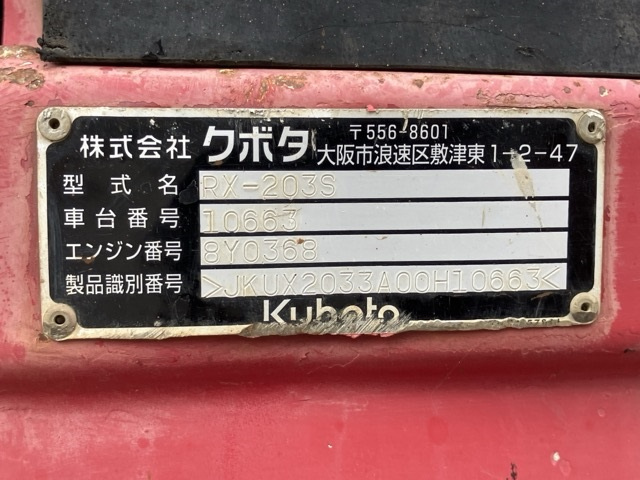 株式会社 クボタ 〒556-8601
大阪市浪速区敷津東1-2-47
型式名 RX-203S
車台番号 10663
エンジン番号 8Y0368
製品識別番号 >JKUX2033A00H10663<
Kubota